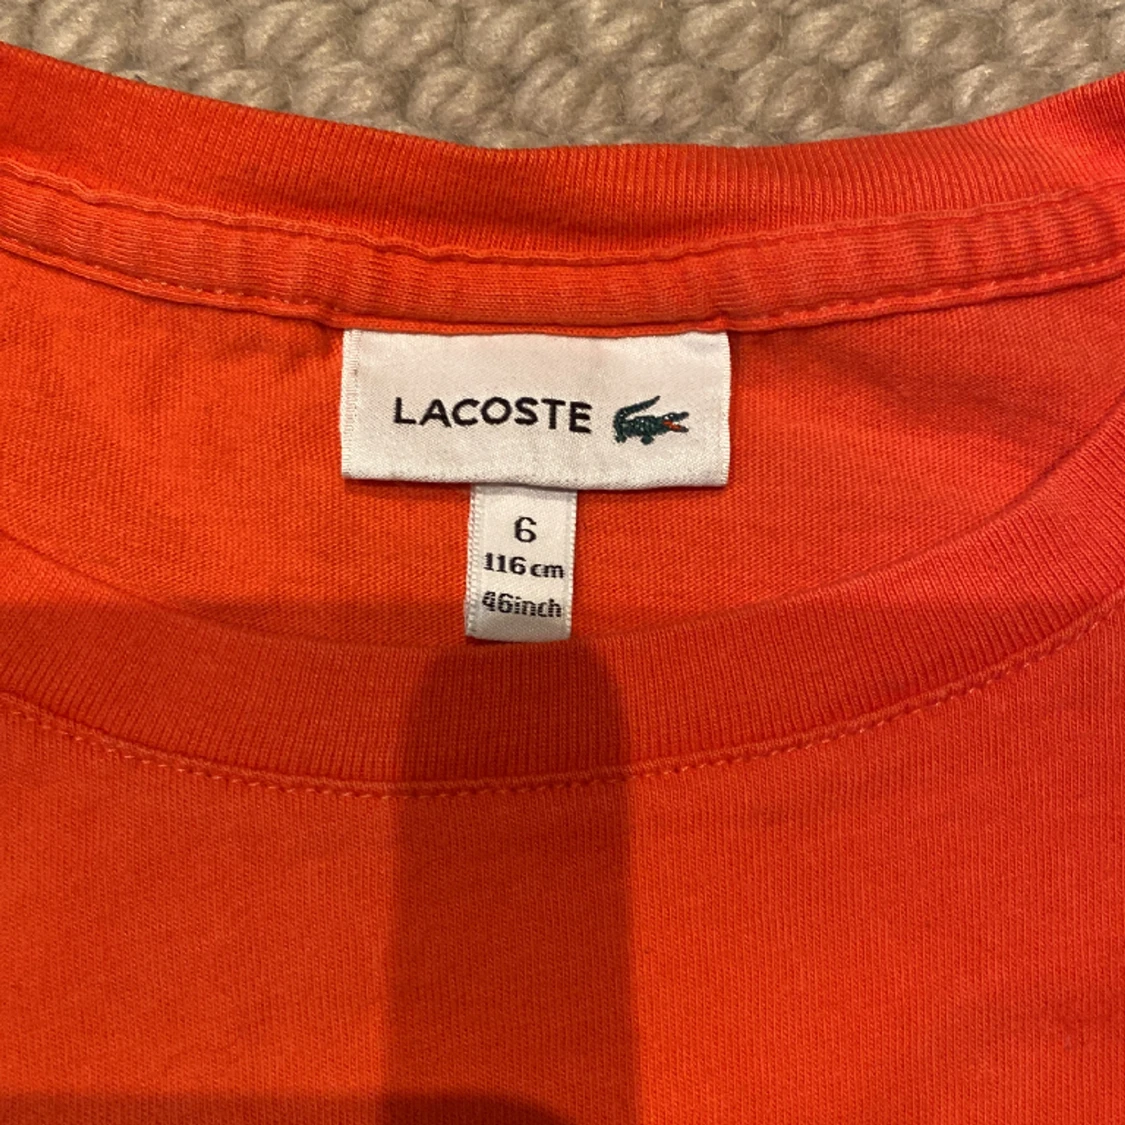 LACOSTE
6
116 cm
46inch